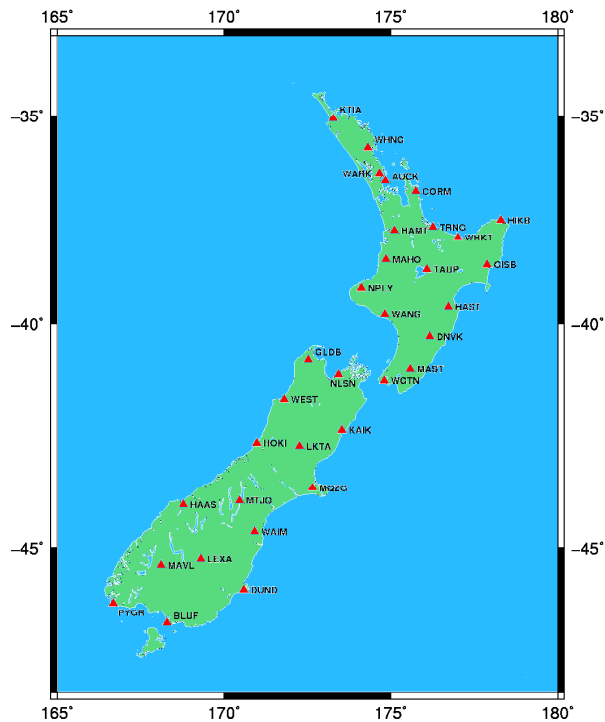 165° 170° 175° 180°
−35° −35°
KTIA
WHNG
WARK AUCK
CORM
HIKB
TRNG
HAMT WHKT
MAHO GISB
TAUP
NPLY
HAST
WANG
DNVK
GLDB
MAST
NLSN WGTN
WEST
KAIK
HOKI LKTA
MQZG
MTJO
HAAS
WAIM
LEXA
MAVL
DUND
PYGR BLUF
−40° −40°
−45° −45°
165° 170° 175° 180°